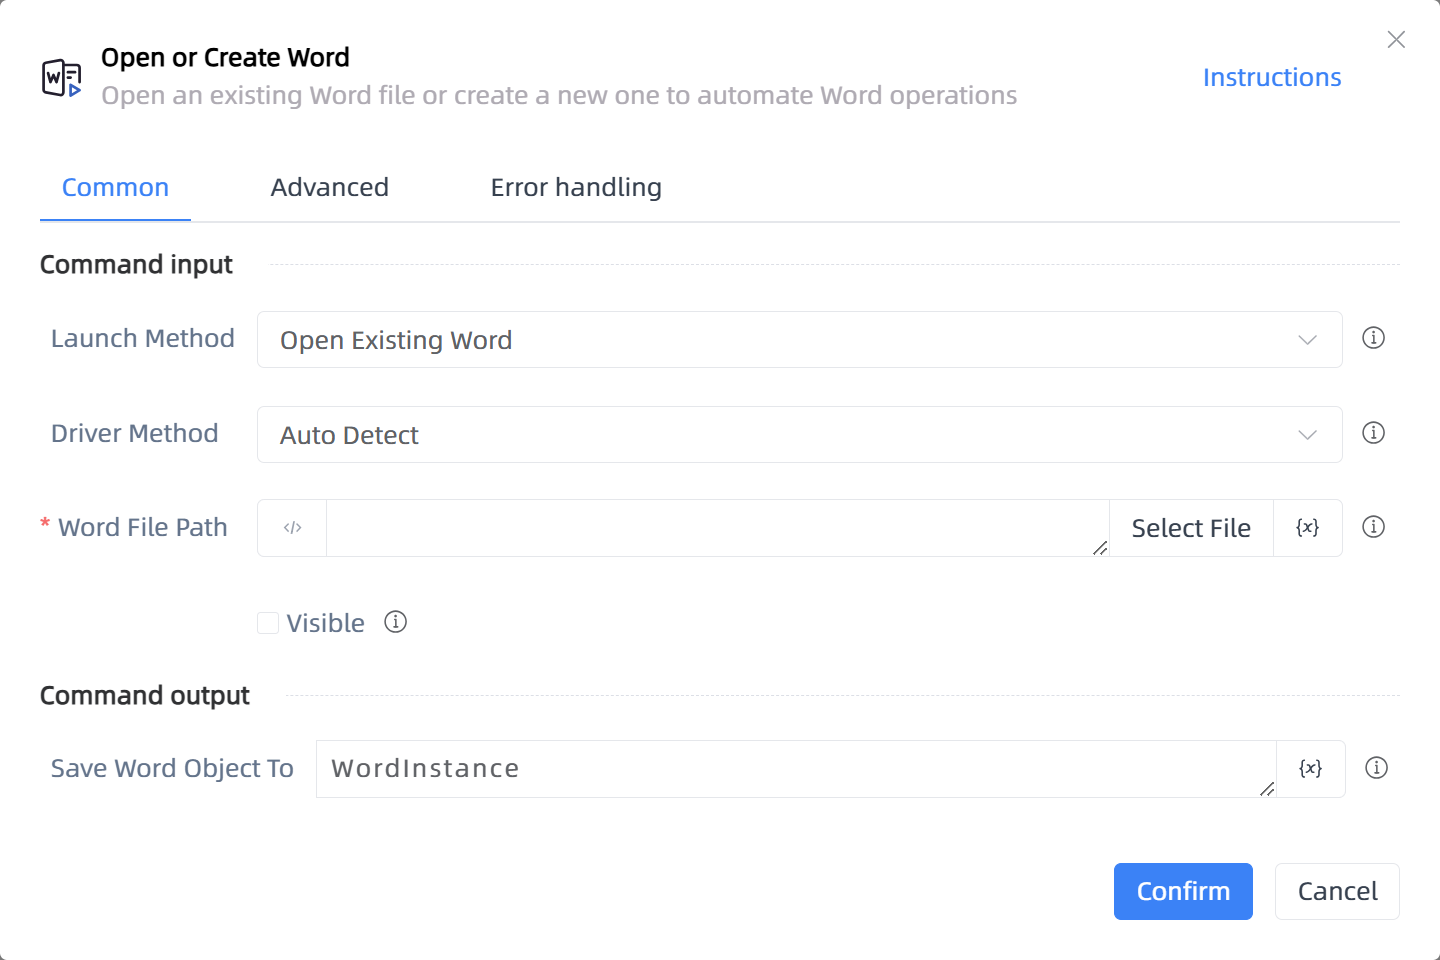 Open or Create Word
Open an existing Word file or create a new one to automate Word operations
Instructions
Common Advanced Error handling
Command input
Launch Method Open Existing Word
Driver Method Auto Detect
* Word File Path </> Select File {x}
Visible
Command output
Save Word Object To WordInstance {x}
Confirm Cancel